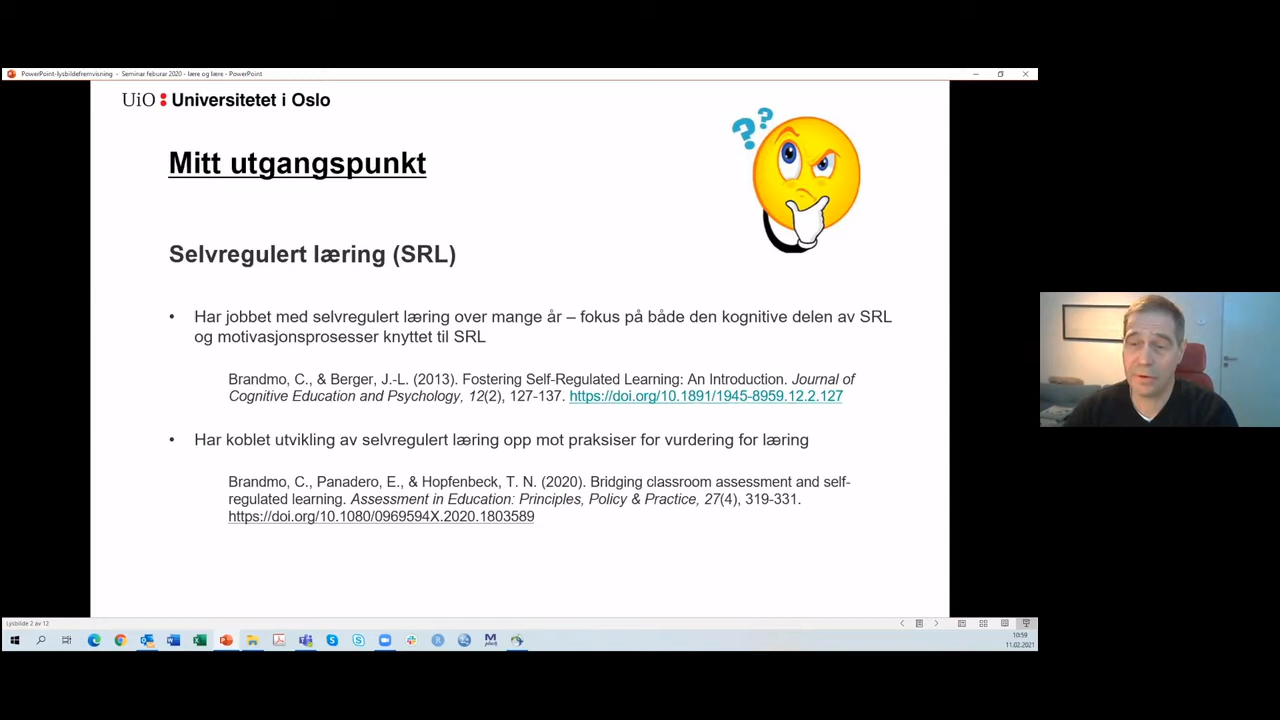 PowerPoint-lysbildefremvisning - Seminar feburar 2020 - lære og lære - PowerPoint
UiO Universitetet i Oslo
??
Mitt utgangspunkt
Selvregulert læring (SRL)
• Har jobbet med selvregulert læring over mange år – fokus på både den kognitive delen av SRL
og motivasjonsprosesser knyttet til SRL
Brandmo, C., & Berger, J.-L. (2013). Fostering Self-Regulated Learning: An Introduction. Journal of
Cognitive Education and Psychology, 12(2), 127-137. https://doi.org/10.1891/1945-8959.12.2.127
• Har koblet utvikling av selvregulert læring opp mot praksiser for vurdering for læring
Brandmo, C., Panadero, E., & Hopfenbeck, T. N. (2020). Bridging classroom assessment and self-
regulated learning. Assessment in Education: Principles, Policy & Practice, 27(4), 319-331.
https://doi.org/10.1080/0969594X.2020.1803589
Lysbilde 2 av 12
10:59
11.02.2021